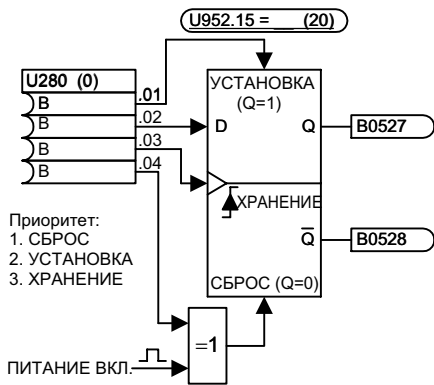 U952.15 = __ (20)
U280 (0)
B .01
B .02
B .03
B .04
УСТАНОВКА
(Q=1)
D
Q
B0527
ХРАНЕНИЕ
Q
B0528
СБРОС (Q=0)
Приоритет:
1. СБРОС
2. УСТАНОВКА
3. ХРАНЕНИЕ
=1
ПИТАНИЕ ВКЛ.